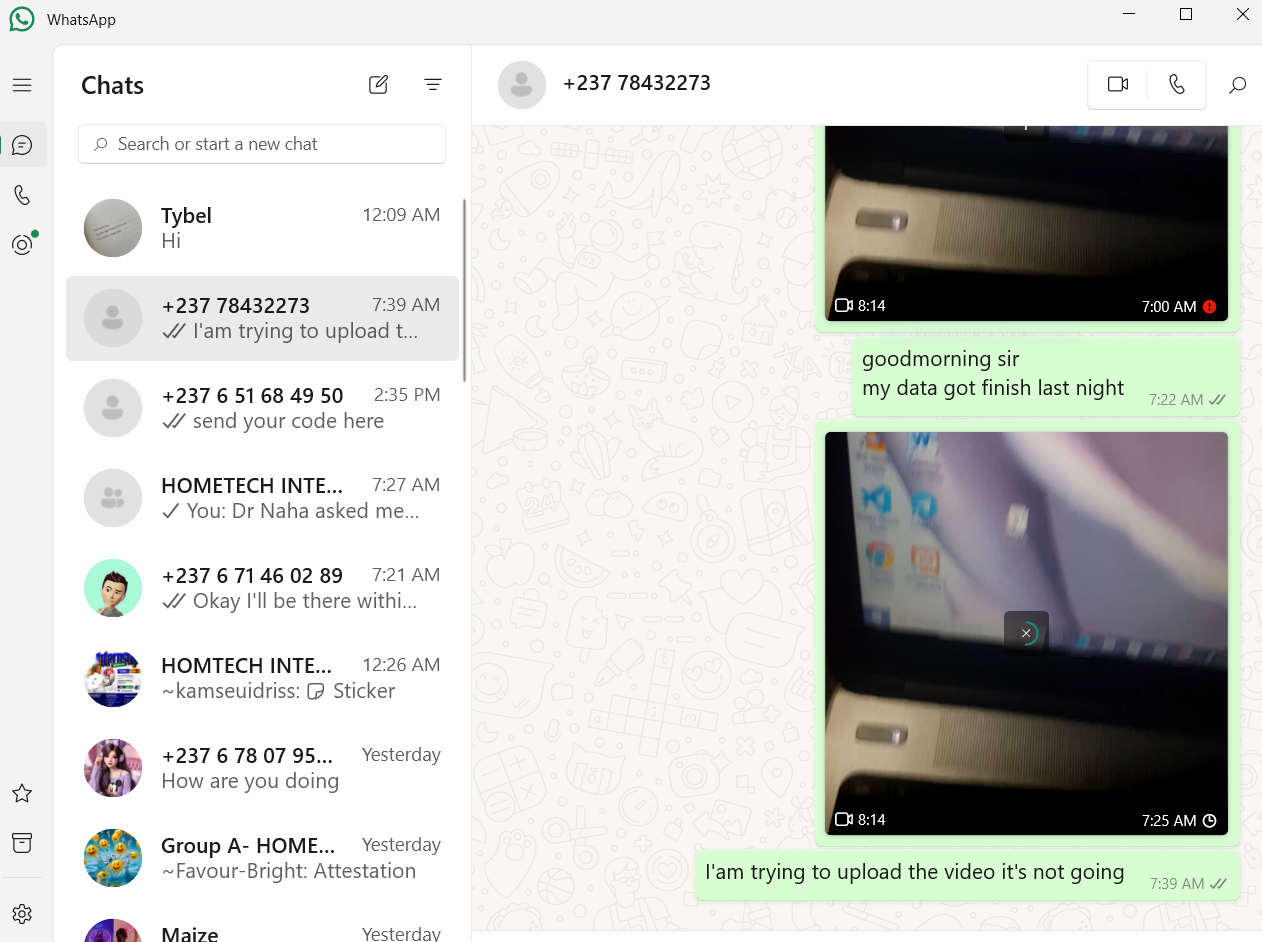 WhatsApp
Chats
Search or start a new chat
Tybel
12:09 AM
Hi
+237 78432273
7:39 AM
I'am trying to upload t...
+237 6 51 68 49 50
2:35 PM
send your code here
HOMETECH INTE...
7:27 AM
You: Dr Naha asked me...
+237 6 71 46 02 89
7:21 AM
Okay I'll be there withi...
HOMTECH INTE...
12:26 AM
~kamseuidriss: Sticker
+237 6 78 07 95...
Yesterday
How are you doing
Group A- HOME...
Yesterday
~Favour-Bright: Attestation
Maize
Yesterday
+237 78432273
8:14
7:00 AM
goodmorning sir
my data got finish last night
7:22 AM
8:14
7:25 AM
I'am trying to upload the video it's not going
7:39 AM